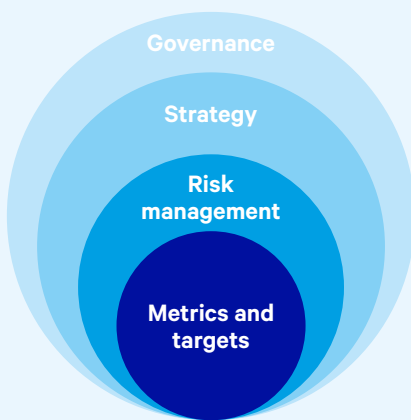 Governance
Strategy
Risk
management
Metrics and
targets